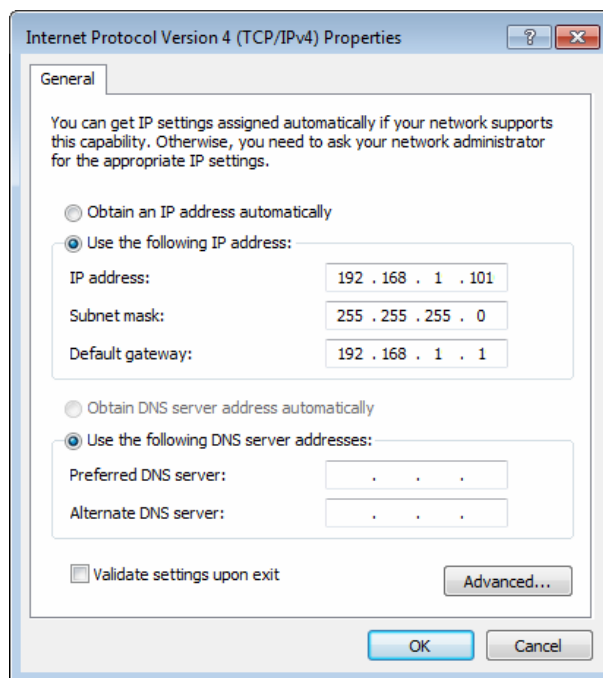 Internet Protocol Version 4 (TCP/IPv4) Properties
?
General
You can get IP settings assigned automatically if your network supports
this capability. Otherwise, you need to ask your network administrator
for the appropriate IP settings.
Obtain an IP address automatically
Use the following IP address:
IP address: 192 . 168 . 1 . 101
Subnet mask: 255 . 255 . 255 . 0
Default gateway: 192 . 168 . 1 . 1
Obtain DNS server address automatically
Use the following DNS server addresses:
Preferred DNS server: . . .
Alternate DNS server: . . .
Validate settings upon exit
Advanced...
OK Cancel